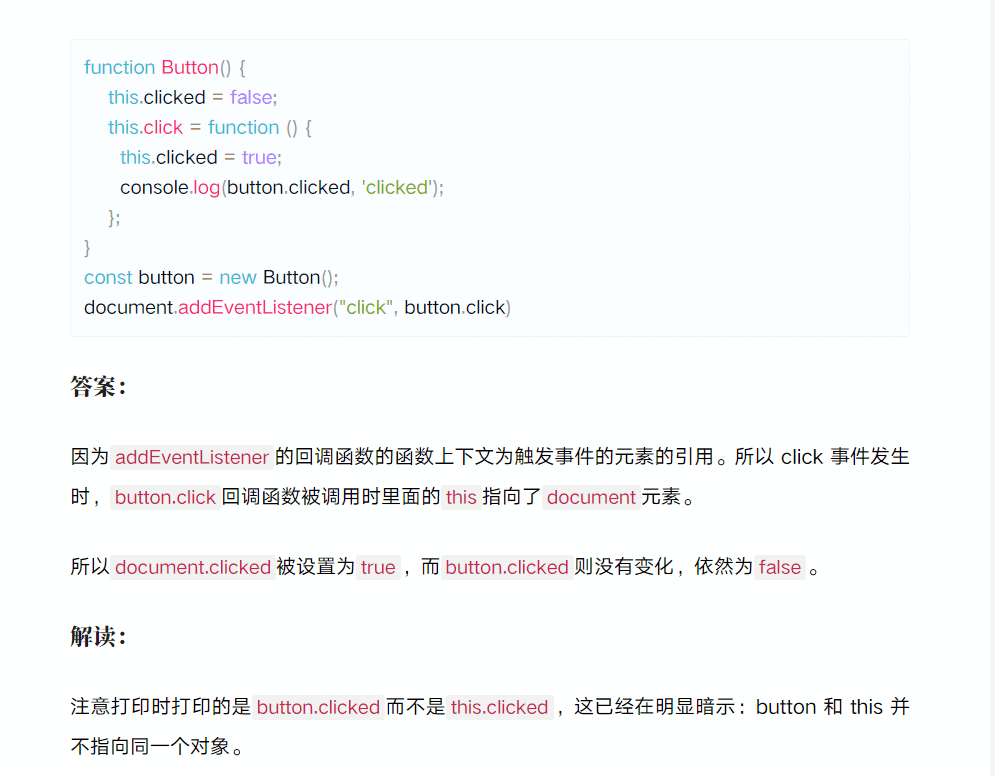 function Button() {
this.clicked = false;
this.click = function () {
this.clicked = true;
console.log(button.clicked, 'clicked');
};
}
const button = new Button();
document.addEventListener("click", button.click)
答案：
因为 addEventListener 的回调函数的函数上下文为触发事件的元素的引用。所以 click 事件发生
时，button.click 回调函数被调用时里面的 this 指向了 document 元素。
所以 document.clicked 被设置为 true ，而 button.clicked 则没有变化，依然为 false 。
解读：
注意打印时打印的是 button.clicked 而不是 this.clicked ，这已经在明显暗示：button 和 this 并
不指向同一个对象。